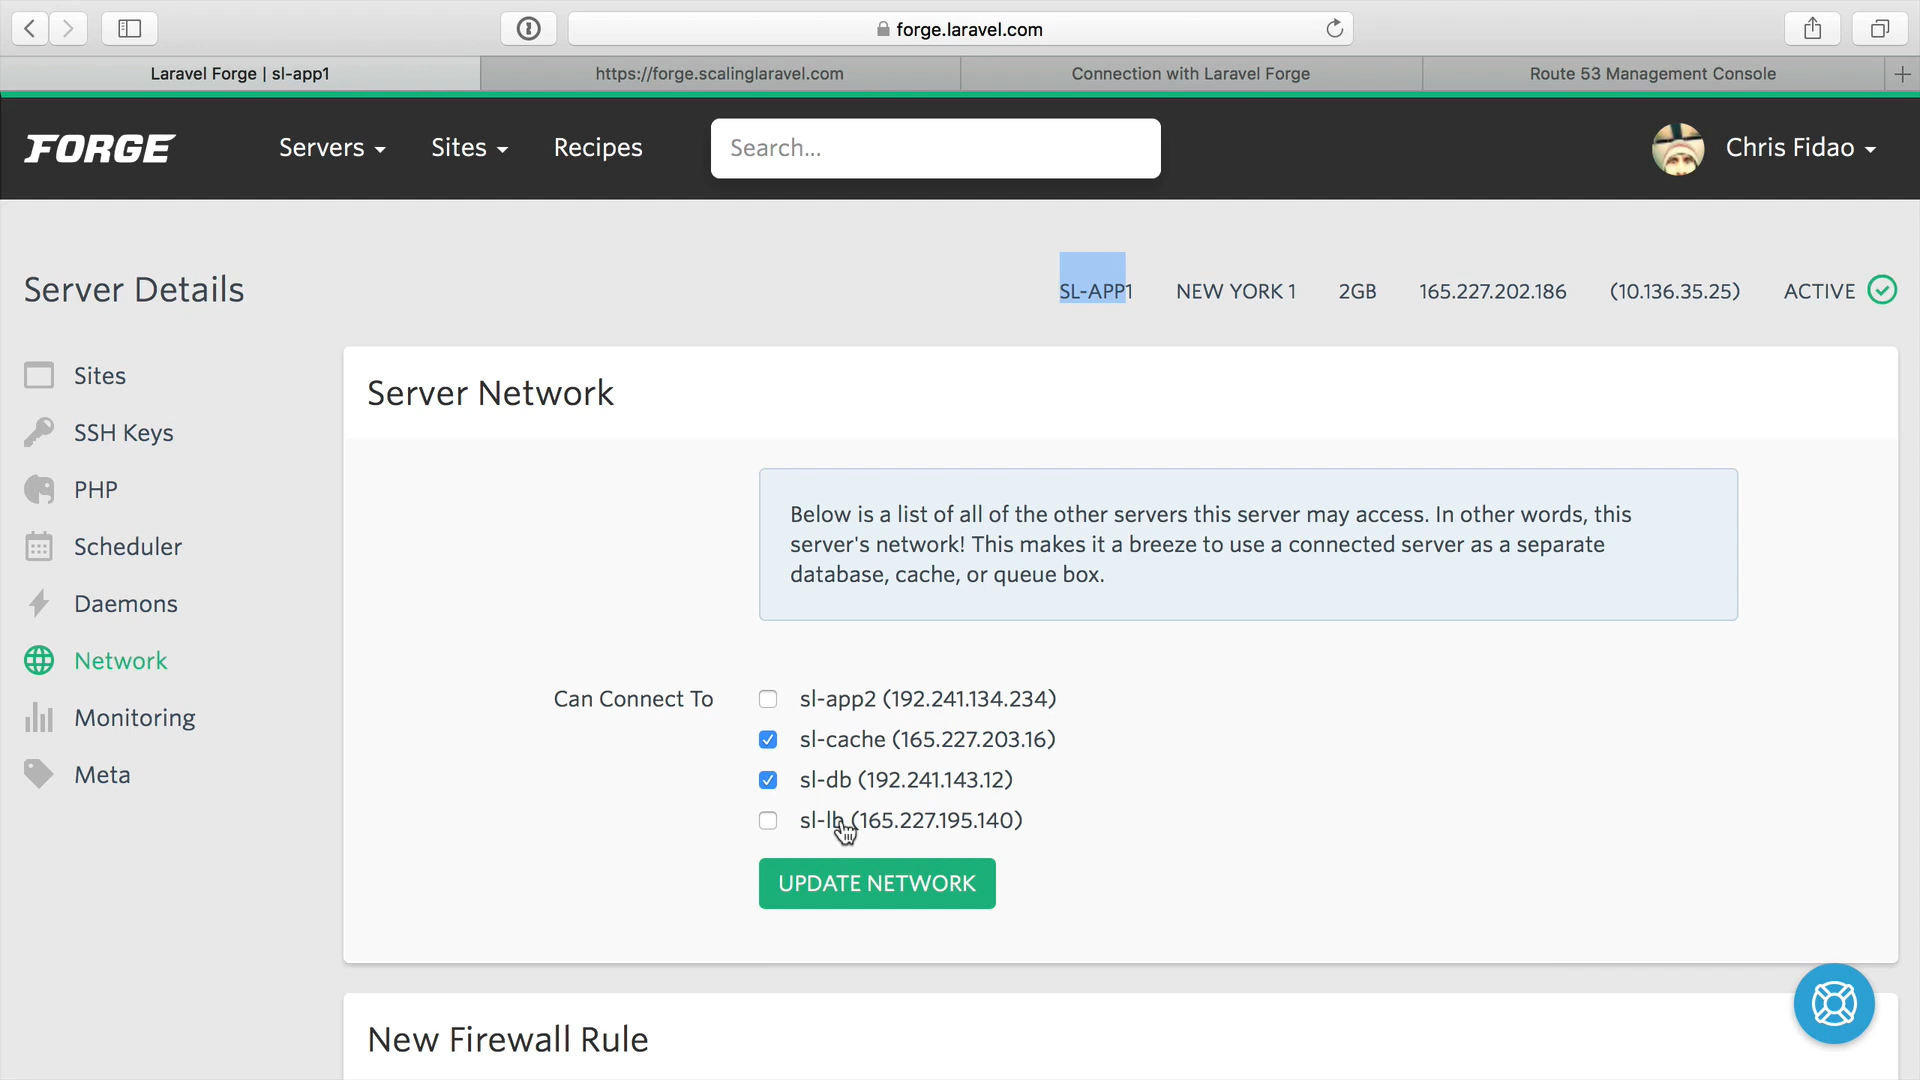 forge.laravel.com
Laravel Forge | sl-app1
https://forge.scalinglaravel.com
Connection with Laravel Forge
Route 53 Management Console
FORGE
Servers
Sites
Recipes
Search...
Chris Fidao
Server Details
SL-APP1
NEW YORK 1
2GB
165.227.202.186
(10.136.35.25)
ACTIVE
Sites
SSH Keys
PHP
Scheduler
Daemons
Network
Monitoring
Meta
Server Network
Below is a list of all of the other servers this server may access. In other words, this
server's network! This makes it a breeze to use a connected server as a separate
database, cache, or queue box.
Can Connect To
sl-app2 (192.241.134.234)
sl-cache (165.227.203.16)
sl-db (192.241.143.12)
sl-lb (165.227.195.140)
UPDATE NETWORK
New Firewall Rule